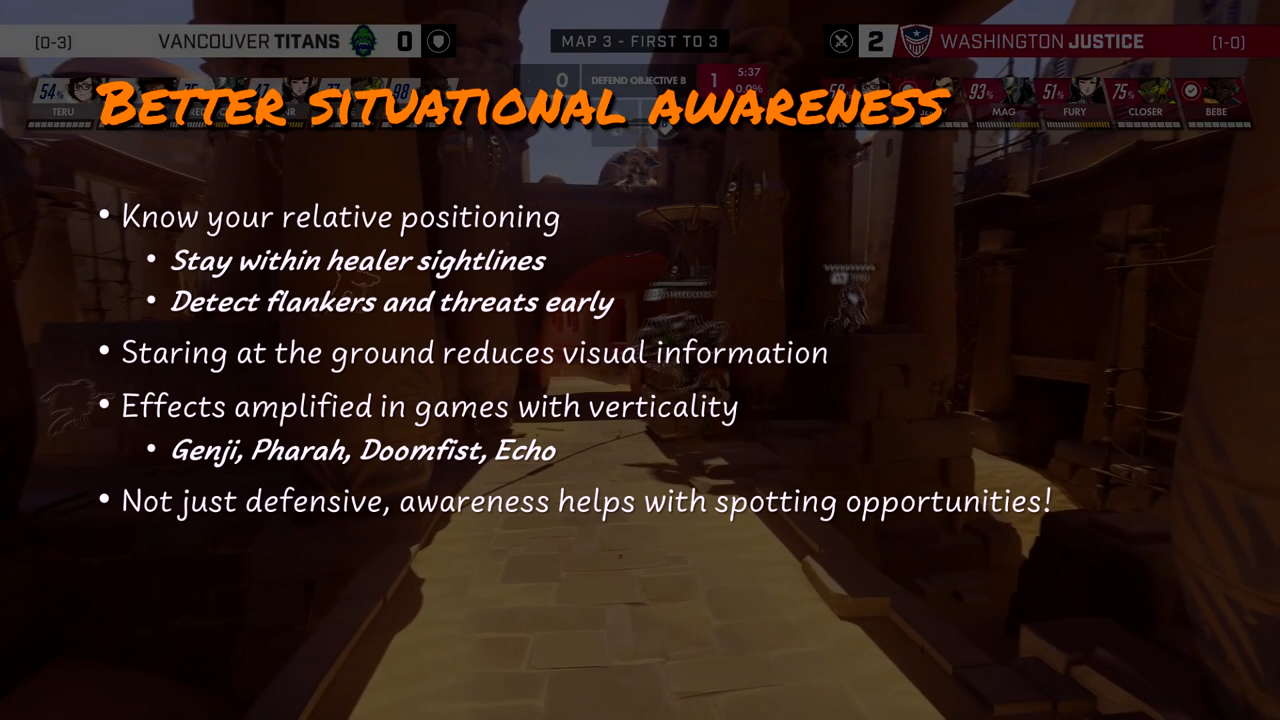 [0-3] VANCOUVER TITANS 0 MAP 3 - FIRST TO 3 2 WASHINGTON JUSTICE [1-0]
0 DEFEND OBJECTIVE B 1 5:37 0.0%
54% 93% 51% 75%
TERU MAG FURY CLOSER BEBE
Better situational awareness
• Know your relative positioning
• Stay within healer sightlines
• Detect flankers and threats early
• Staring at the ground reduces visual information
• Effects amplified in games with verticality
• Genji, Pharah, Doomfist, Echo
• Not just defensive, awareness helps with spotting opportunities!